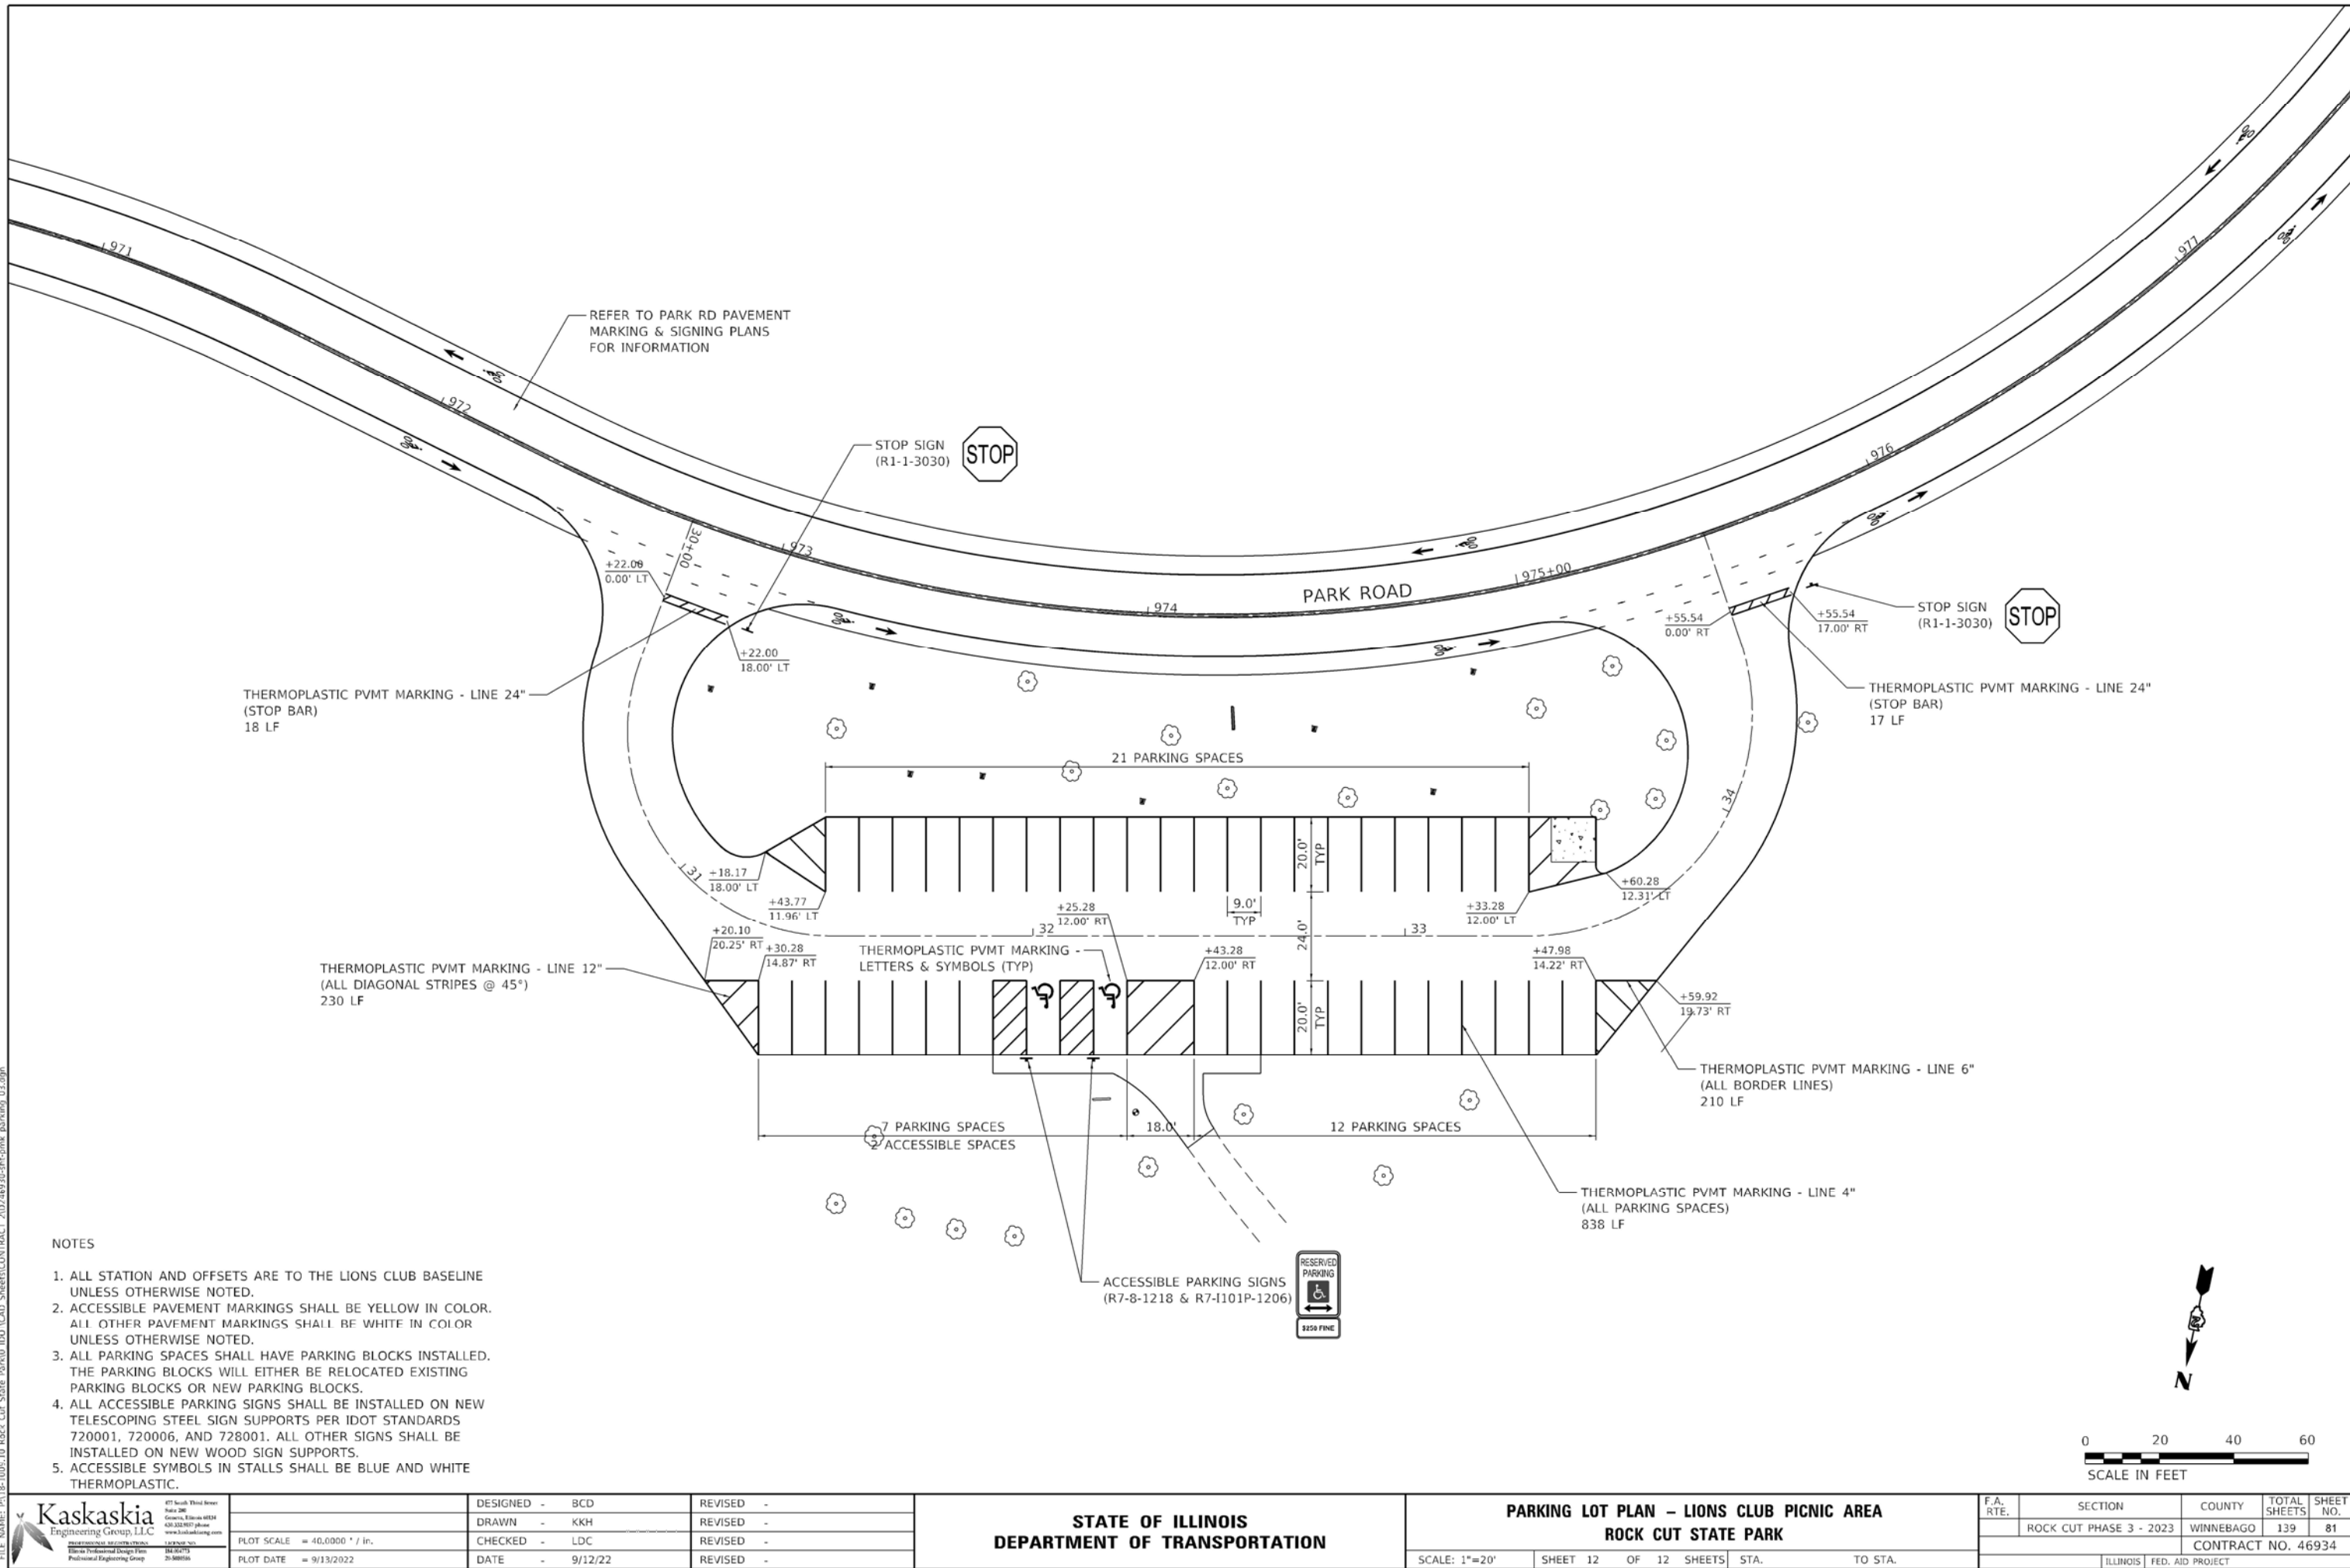 971
REFER TO PARK RD PAVEMENT
MARKING & SIGNING PLANS
FOR INFORMATION
972
977
STOP SIGN
(R1-1-3030)
STOP
976
30+00
973
975+00
PARK ROAD
974
+22.00
0.00' LT
+22.00
18.00' LT
STOP SIGN
(R1-1-3030)
STOP
+55.54
0.00' RT
+55.54
17.00' RT
THERMOPLASTIC PVMT MARKING - LINE 24"
(STOP BAR)
18 LF
THERMOPLASTIC PVMT MARKING - LINE 24"
(STOP BAR)
17 LF
21 PARKING SPACES
34
31
20.0'
TYP
+18.17
18.00' LT
+43.77
11.96' LT
+25.28
12.00' RT
9.0'
TYP
+33.28
12.00' LT
+60.28
12.31' LT
32
33
24.0'
+20.10
20.25' RT
+30.28
14.87' RT
THERMOPLASTIC PVMT MARKING -
LETTERS & SYMBOLS (TYP)
+43.28
12.00' RT
+47.98
14.22' RT
THERMOPLASTIC PVMT MARKING - LINE 12"
(ALL DIAGONAL STRIPES @ 45°)
230 LF
20.0'
TYP
+59.92
19.73' RT
THERMOPLASTIC PVMT MARKING - LINE 6"
(ALL BORDER LINES)
210 LF
7 PARKING SPACES
2 ACCESSIBLE SPACES
18.0'
12 PARKING SPACES
THERMOPLASTIC PVMT MARKING - LINE 4"
(ALL PARKING SPACES)
838 LF
ACCESSIBLE PARKING SIGNS
(R7-8-1218 & R7-I101P-1206)
RESERVED
PARKING
$250 FINE
NOTES
1. ALL STATION AND OFFSETS ARE TO THE LIONS CLUB BASELINE
UNLESS OTHERWISE NOTED.
2. ACCESSIBLE PAVEMENT MARKINGS SHALL BE YELLOW IN COLOR.
ALL OTHER PAVEMENT MARKINGS SHALL BE WHITE IN COLOR
UNLESS OTHERWISE NOTED.
3. ALL PARKING SPACES SHALL HAVE PARKING BLOCKS INSTALLED.
THE PARKING BLOCKS WILL EITHER BE RELOCATED EXISTING
PARKING BLOCKS OR NEW PARKING BLOCKS.
4. ALL ACCESSIBLE PARKING SIGNS SHALL BE INSTALLED ON NEW
TELESCOPING STEEL SIGN SUPPORTS PER IDOT STANDARDS
720001, 720006, AND 728001. ALL OTHER SIGNS SHALL BE
INSTALLED ON NEW WOOD SIGN SUPPORTS.
5. ACCESSIBLE SYMBOLS IN STALLS SHALL BE BLUE AND WHITE
THERMOPLASTIC.
N
0 20 40 60
SCALE IN FEET
Kaskaskia
Engineering Group, LLC
PLOT SCALE = 40.0000 ' / in.
PLOT DATE = 9/13/2022
DESIGNED - BCD
DRAWN - KKH
CHECKED - LDC
DATE - 9/12/22
REVISED -
REVISED -
REVISED -
REVISED -
STATE OF ILLINOIS
DEPARTMENT OF TRANSPORTATION
PARKING LOT PLAN – LIONS CLUB PICNIC AREA
ROCK CUT STATE PARK
SCALE: 1"=20' SHEET 12 OF 12 SHEETS STA. TO STA.
F.A. RTE. SECTION COUNTY TOTAL SHEETS SHEET NO.
ROCK CUT PHASE 3 - 2023 WINNEBAGO 139 81
CONTRACT NO. 46934
ILLINOIS FED. AID PROJECT